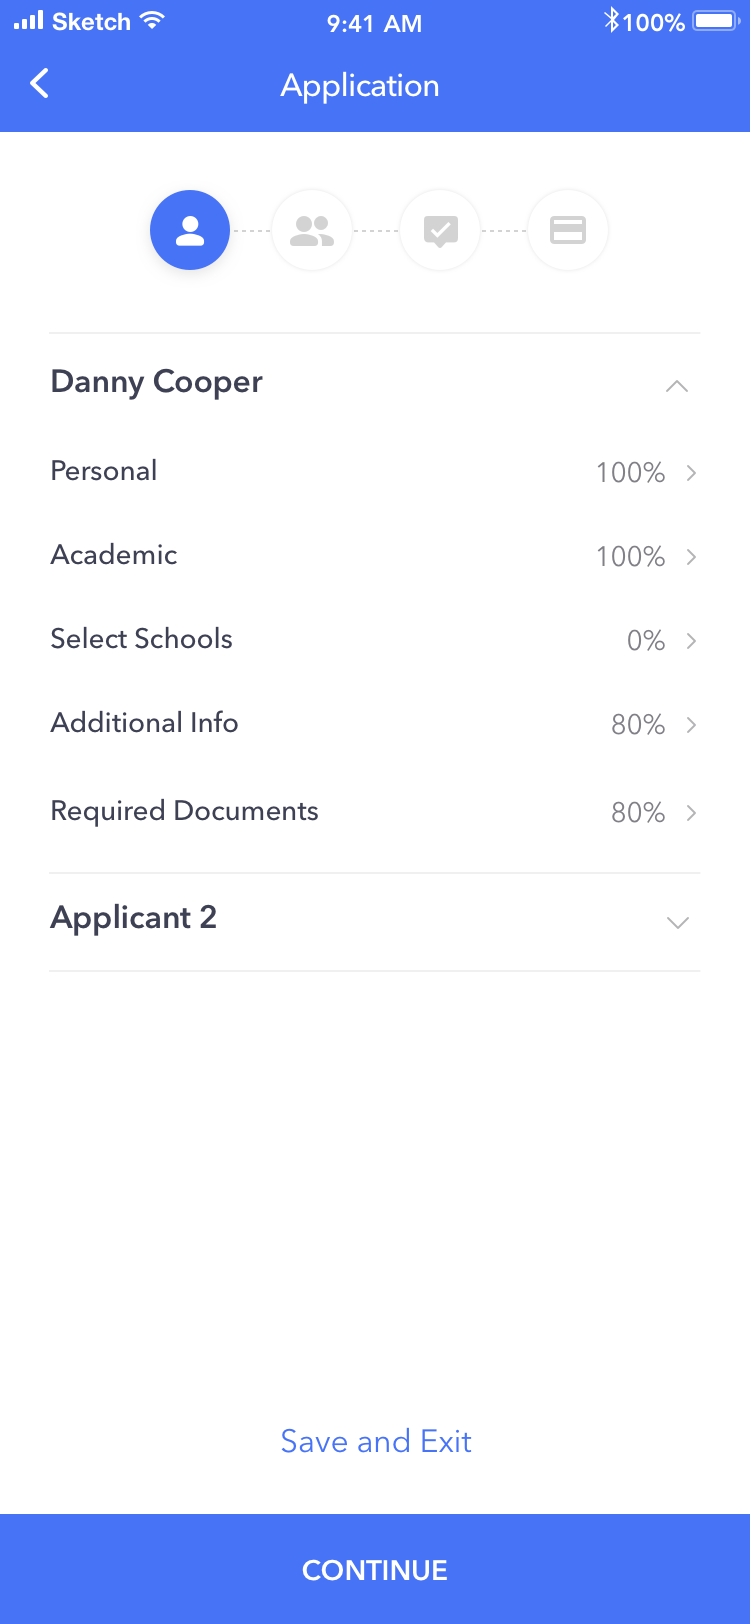 Sketch 9:41 AM 100%
Application
Danny Cooper
Personal 100%
Academic 100%
Select Schools 0%
Additional Info 80%
Required Documents 80%
Applicant 2
Save and Exit
CONTINUE